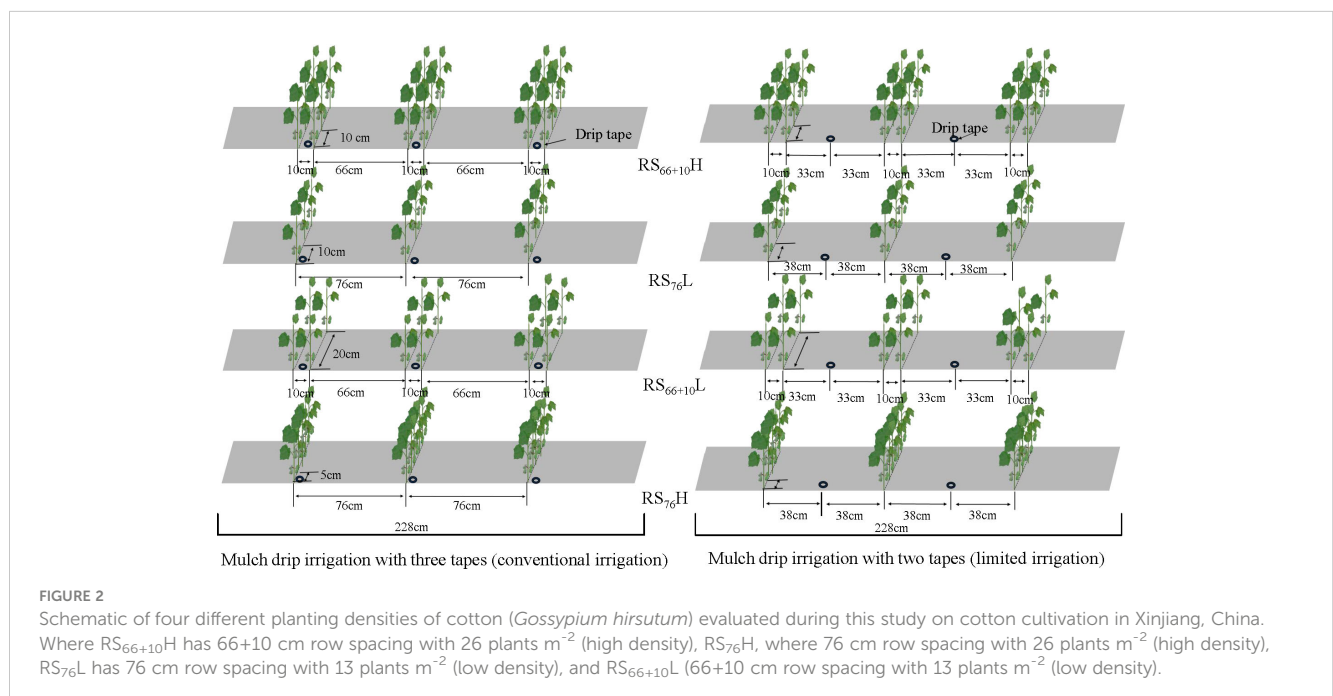 Drip tape
10 cm
10cm 66cm 10cm 66cm 10cm
RS66+10H
Drip tape
10cm 33cm 33cm 10cm 33cm 33cm 10cm
10cm
76cm 76cm
RS76L
38cm 38cm 38cm 38cm
20cm
10cm 66cm 10cm 66cm 10cm
RS66+10L
10cm 33cm 33cm 10cm 33cm 33cm 10cm
5cm
76cm 76cm
RS76H
38cm 38cm 38cm 38cm
228cm
228cm
Mulch drip irrigation with three tapes (conventional irrigation)
Mulch drip irrigation with two tapes (limited irrigation)
FIGURE 2
Schematic of four different planting densities of cotton (Gossypium hirsutum) evaluated during this study on cotton cultivation in Xinjiang, China.
Where RS66+10H has 66+10 cm row spacing with 26 plants m-2 (high density), RS76H, where 76 cm row spacing with 26 plants m-2 (high density),
RS76L has 76 cm row spacing with 13 plants m-2 (low density), and RS66+10L (66+10 cm row spacing with 13 plants m-2 (low density).